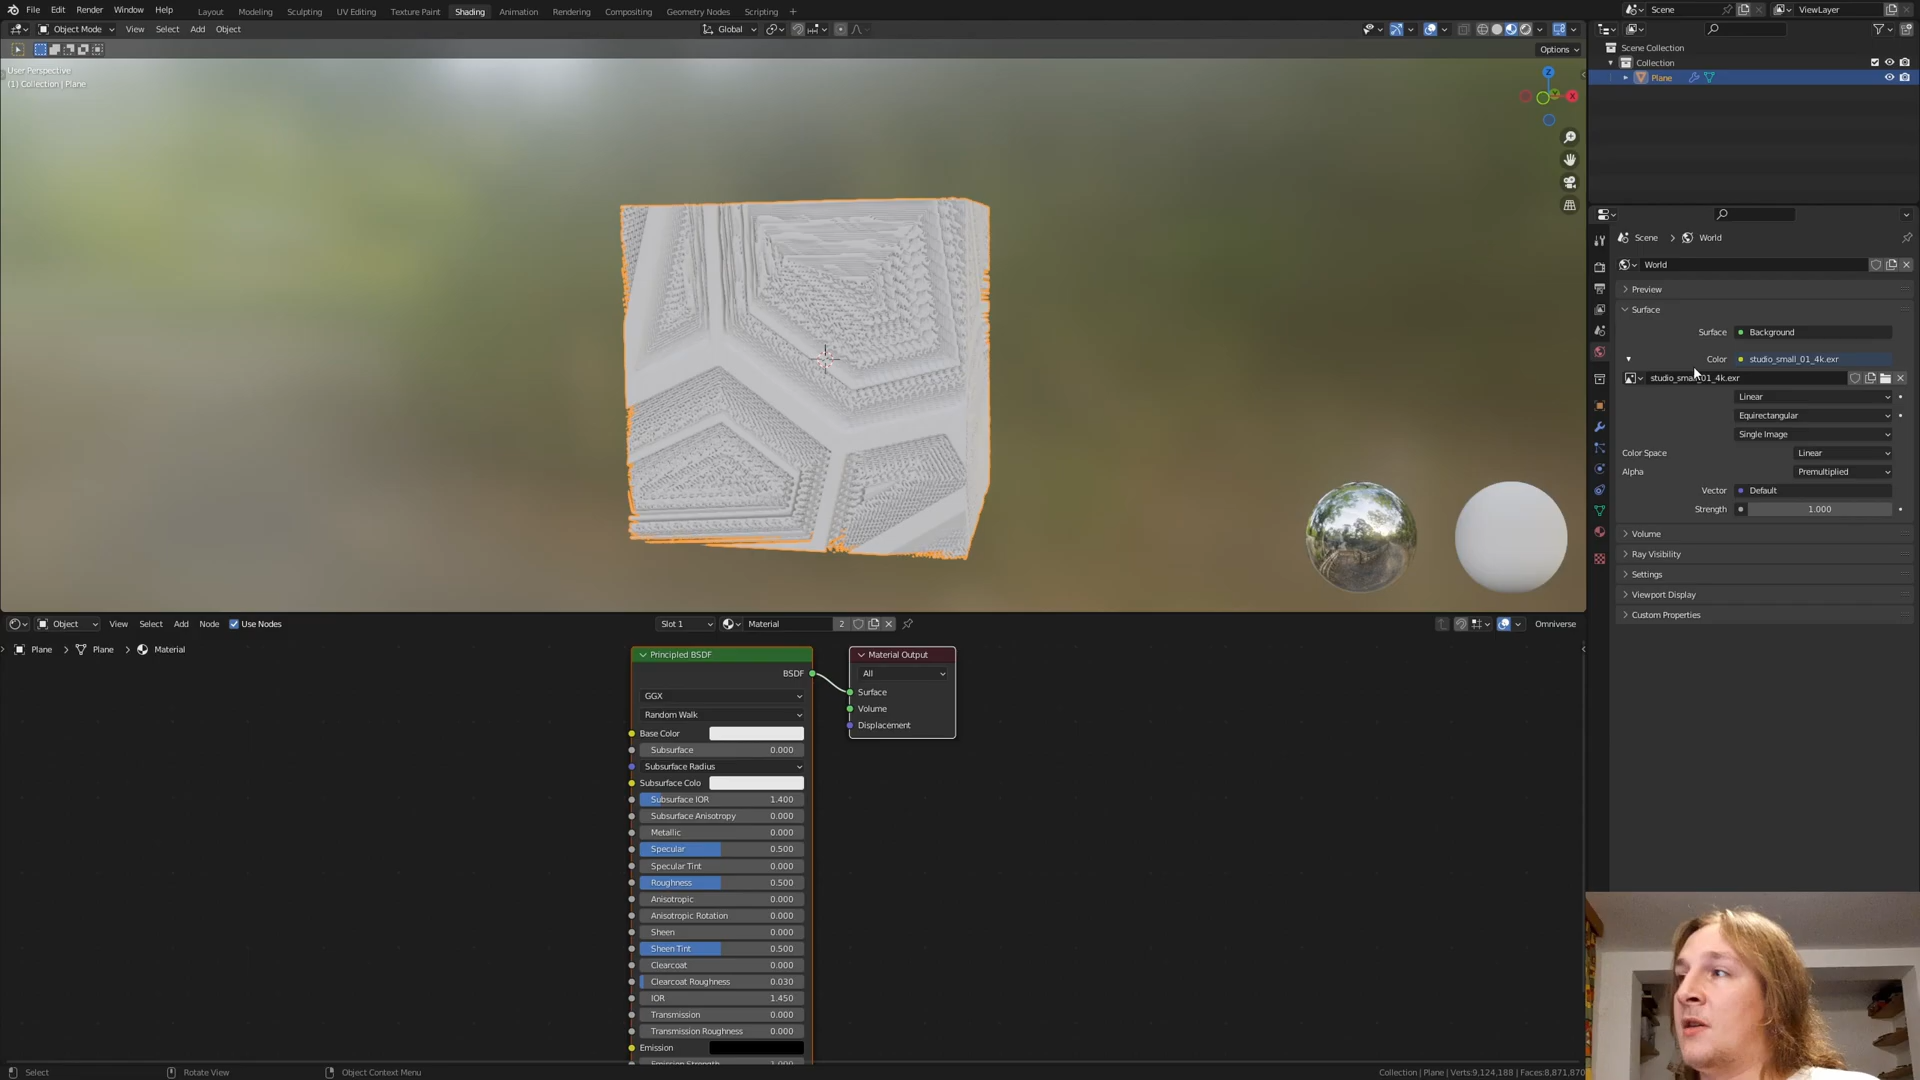 File Edit Render Window Help Layout Modeling Sculpting UV Editing Texture Paint Shading Animation Rendering Compositing Geometry Nodes Scripting + Scene ViewLayer
Object Mode View Select Add Object Global
Options
User Perspective
(1) Collection | Plane
Z
X
Scene Collection
Collection
Plane
Scene > World
World
Preview
Surface
Surface Background
Color studio_small_01_4k.exr
studio_small_01_4k.exr
Linear
Equirectangular
Single Image
Color Space Linear
Alpha Premultiplied
Vector Default
Strength 1.000
Volume
Ray Visibility
Settings
Viewport Display
Custom Properties
Object View Select Add Node Use Nodes Slot 1 Material 2 Omniverse
Plane > Plane > Material
Principled BSDF
BSDF
GGX
Random Walk
Base Color
Subsurface 0.000
Subsurface Radius
Subsurface Colo
Subsurface IOR 1.400
Subsurface Anisotropy 0.000
Metallic 0.000
Specular 0.500
Specular Tint 0.000
Roughness 0.500
Anisotropic 0.000
Anisotropic Rotation 0.000
Sheen 0.000
Sheen Tint 0.500
Clearcoat 0.000
Clearcoat Roughness 0.030
IOR 1.450
Transmission 0.000
Transmission Roughness 0.000
Emission
Material Output
All
Surface
Volume
Displacement
Select Rotate View Object Context Menu Collection | Plane | Verts:9,124,188 | Faces:8,871,870